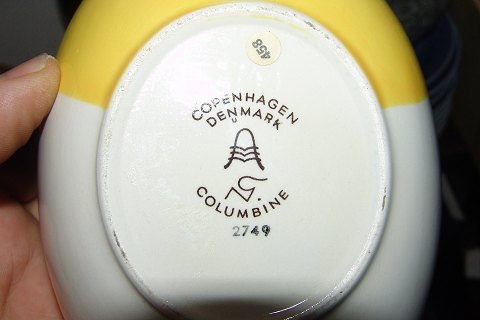 458
COPENHAGEN
DENMARK
COLUMBINE
2749